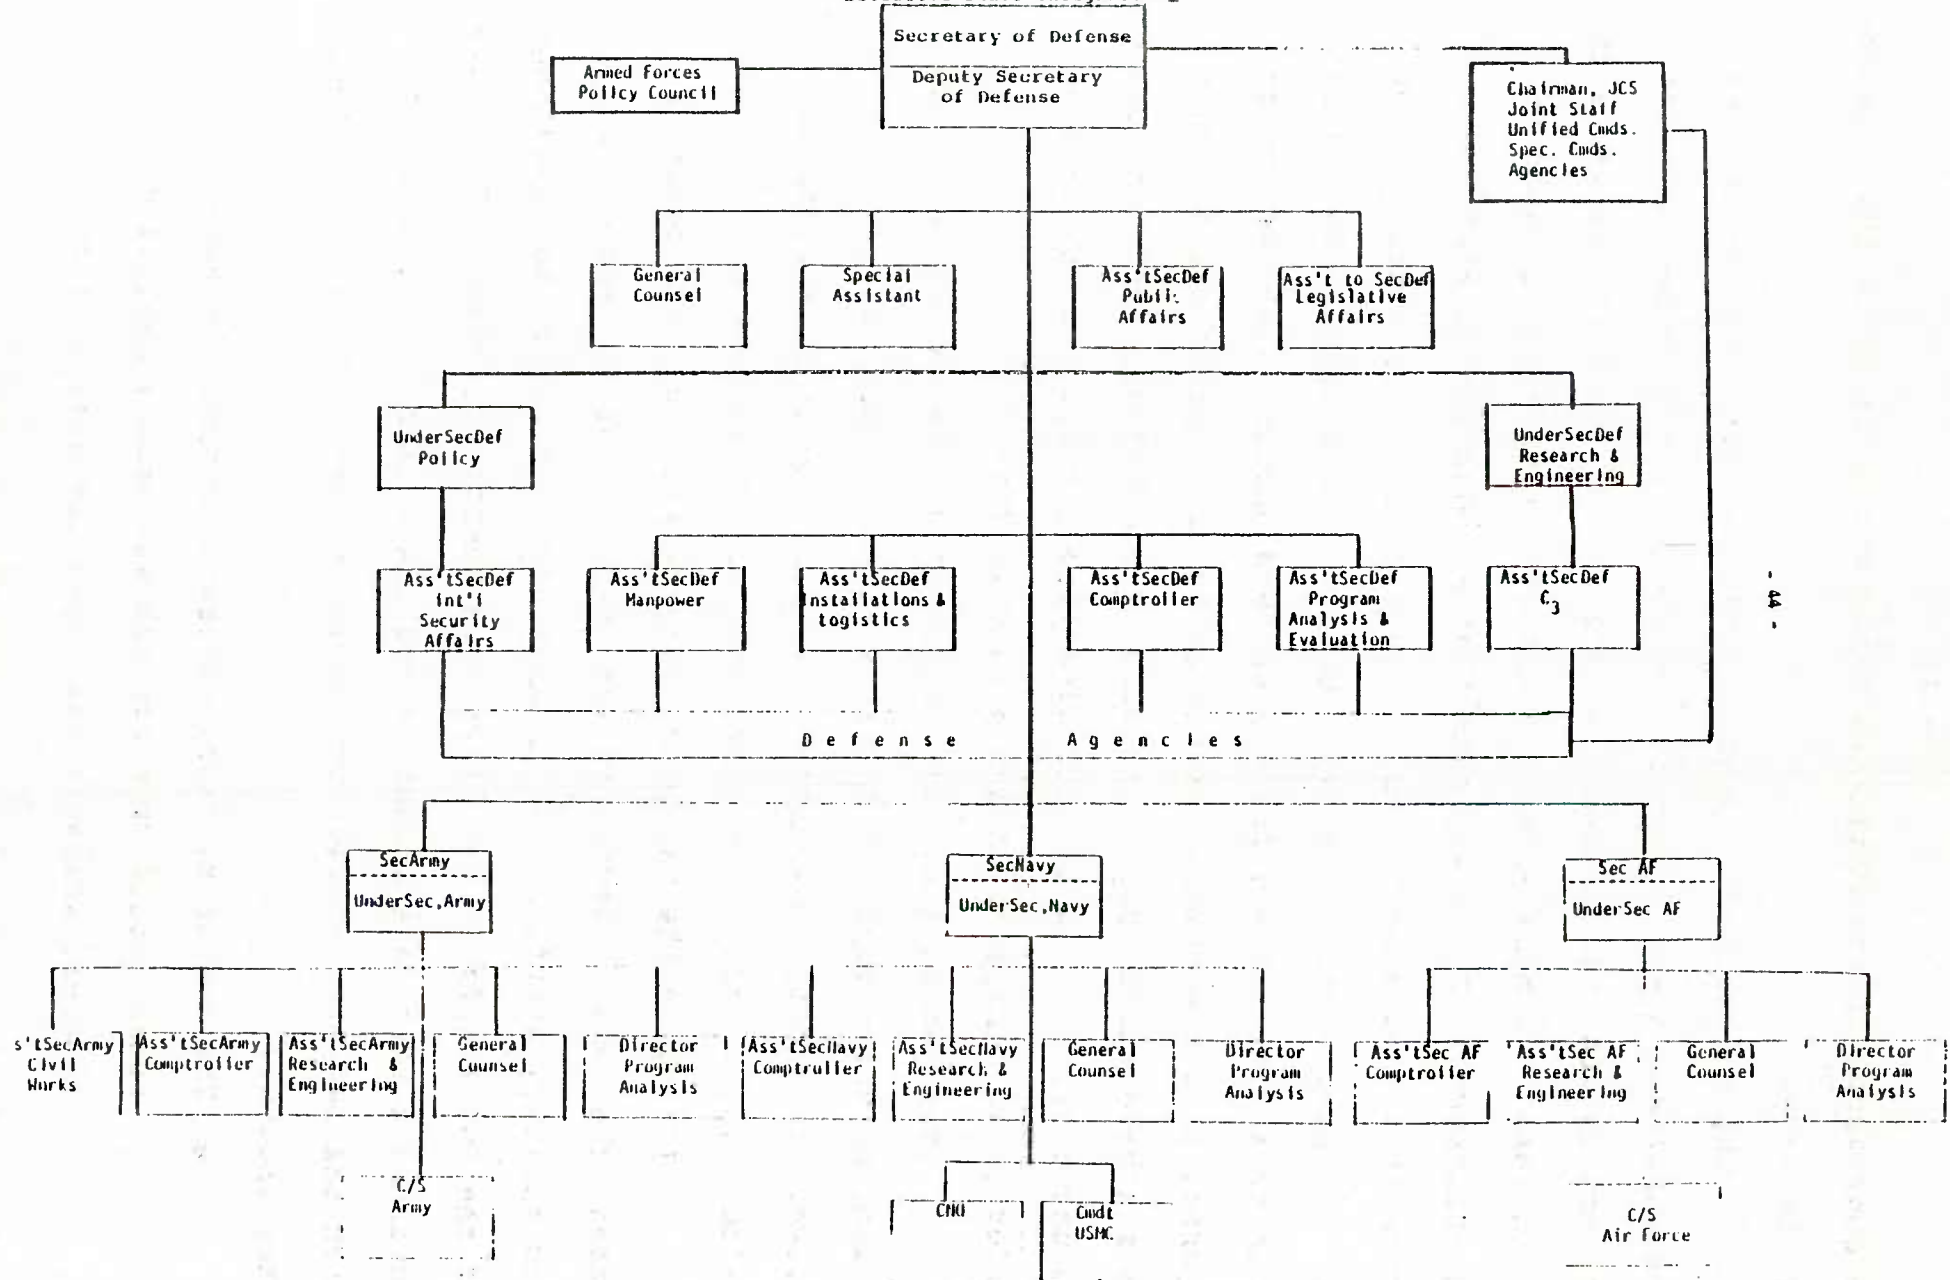 Secretary of Defense
Deputy Secretary
of Defense
Armed Forces
Policy Council
Chairman, JCS
Joint Staff
Unified Cmds.
Spec. Cmds.
Agencies
General
Counsel
Special
Assistant
Ass'tSecDef
Public
Affairs
Ass't to SecDef
Legislative
Affairs
UnderSecDef
Policy
UnderSecDef
Research &
Engineering
Ass'tSecDef
Int'l
Security
Affairs
Ass'tSecDef
Manpower
Ass'tSecDef
Installations &
Logistics
Ass'tSecDef
Comptroller
Ass'tSecDef
Program
Analysis &
Evaluation
Ass'tSecDef
C3
- 44 -
Defense Agencies
SecArmy
UnderSec,Army
SecNavy
UnderSec,Navy
Sec AF
UnderSec AF
s'tSecArmy
Civil
Works
Ass'tSecArmy
Comptroller
Ass'tSecArmy
Research &
Engineering
General
Counsel
Director
Program
Analysis
Ass'tSecNavy
Comptroller
Ass'tSecNavy
Research &
Engineering
General
Counsel
Director
Program
Analysis
Ass'tSec AF
Comptroller
Ass'tSec AF
Research &
Engineering
General
Counsel
Director
Program
Analysis
C/S
Army
CNO
Cmdt
USMC
C/S
Air Force